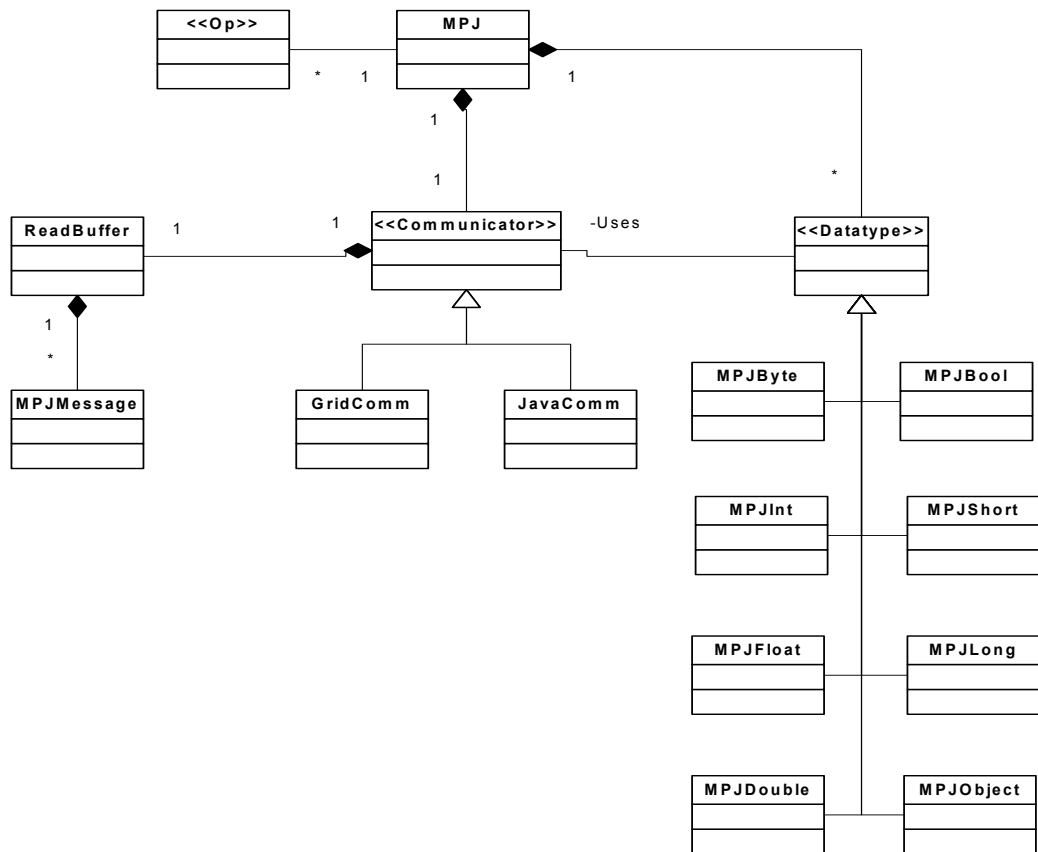 <<Op>>
MPJ
* 1
1
1
*
1
<<Communicator>>
-Uses
<<Datatype>>
ReadBuffer
1
1
1
*
MPJMessage
GridComm
JavaComm
MPJByte
MPJBool
MPJInt
MPJShort
MPJFloat
MPJLong
MPJDouble
MPJObject